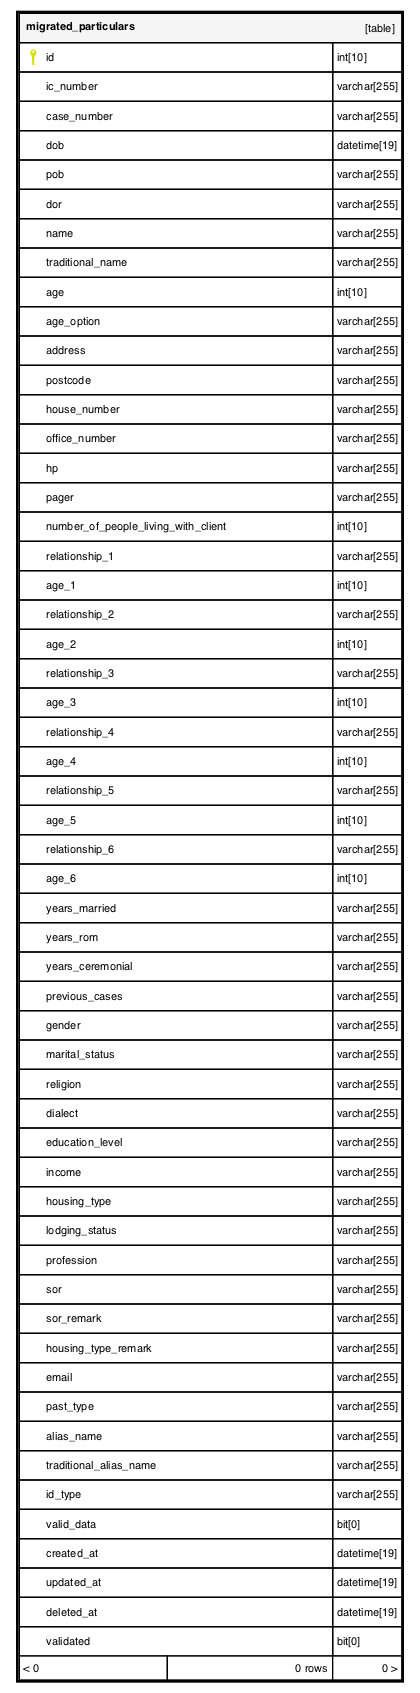 migrated_particulars [table]
id int[10]
ic_number varchar[255]
case_number varchar[255]
dob datetime[19]
pob varchar[255]
dor varchar[255]
name varchar[255]
traditional_name varchar[255]
age int[10]
age_option varchar[255]
address varchar[255]
postcode varchar[255]
house_number varchar[255]
office_number varchar[255]
hp varchar[255]
pager varchar[255]
number_of_people_living_with_client int[10]
relationship_1 varchar[255]
age_1 int[10]
relationship_2 varchar[255]
age_2 int[10]
relationship_3 varchar[255]
age_3 int[10]
relationship_4 varchar[255]
age_4 int[10]
relationship_5 varchar[255]
age_5 int[10]
relationship_6 varchar[255]
age_6 int[10]
years_married varchar[255]
years_rom varchar[255]
years_ceremonial varchar[255]
previous_cases varchar[255]
gender varchar[255]
marital_status varchar[255]
religion varchar[255]
dialect varchar[255]
education_level varchar[255]
income varchar[255]
housing_type varchar[255]
lodging_status varchar[255]
profession varchar[255]
sor varchar[255]
sor_remark varchar[255]
housing_type_remark varchar[255]
email varchar[255]
past_type varchar[255]
alias_name varchar[255]
traditional_alias_name varchar[255]
id_type varchar[255]
valid_data bit[0]
created_at datetime[19]
updated_at datetime[19]
deleted_at datetime[19]
validated bit[0]
< 0 0 rows 0 >